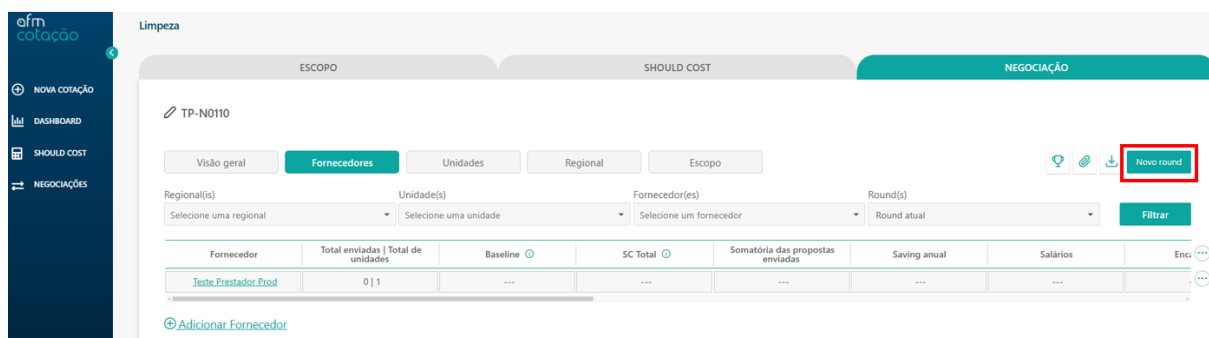 afm
cotação
Limpeza
ESCOPO
SHOULD COST
NEGOCIAÇÃO
NOVA COTAÇÃO
DASHBOARD
SHOULD COST
NEGOCIAÇÕES
TP-N0110
Visão geral
Fornecedores
Unidades
Regional
Escopo
Novo round
Regional(is)
Unidade(s)
Fornecedor(es)
Round(s)
Selecione uma regional
Selecione uma unidade
Selecione um fornecedor
Round atual
Filtrar
Fornecedor
Total enviadas | Total de
unidades
Baseline
SC Total
Somatória das propostas
enviadas
Saving anual
Salários
Enca
Teste Prestador Prod
0 | 1
---
---
---
---
---
Adicionar Fornecedor